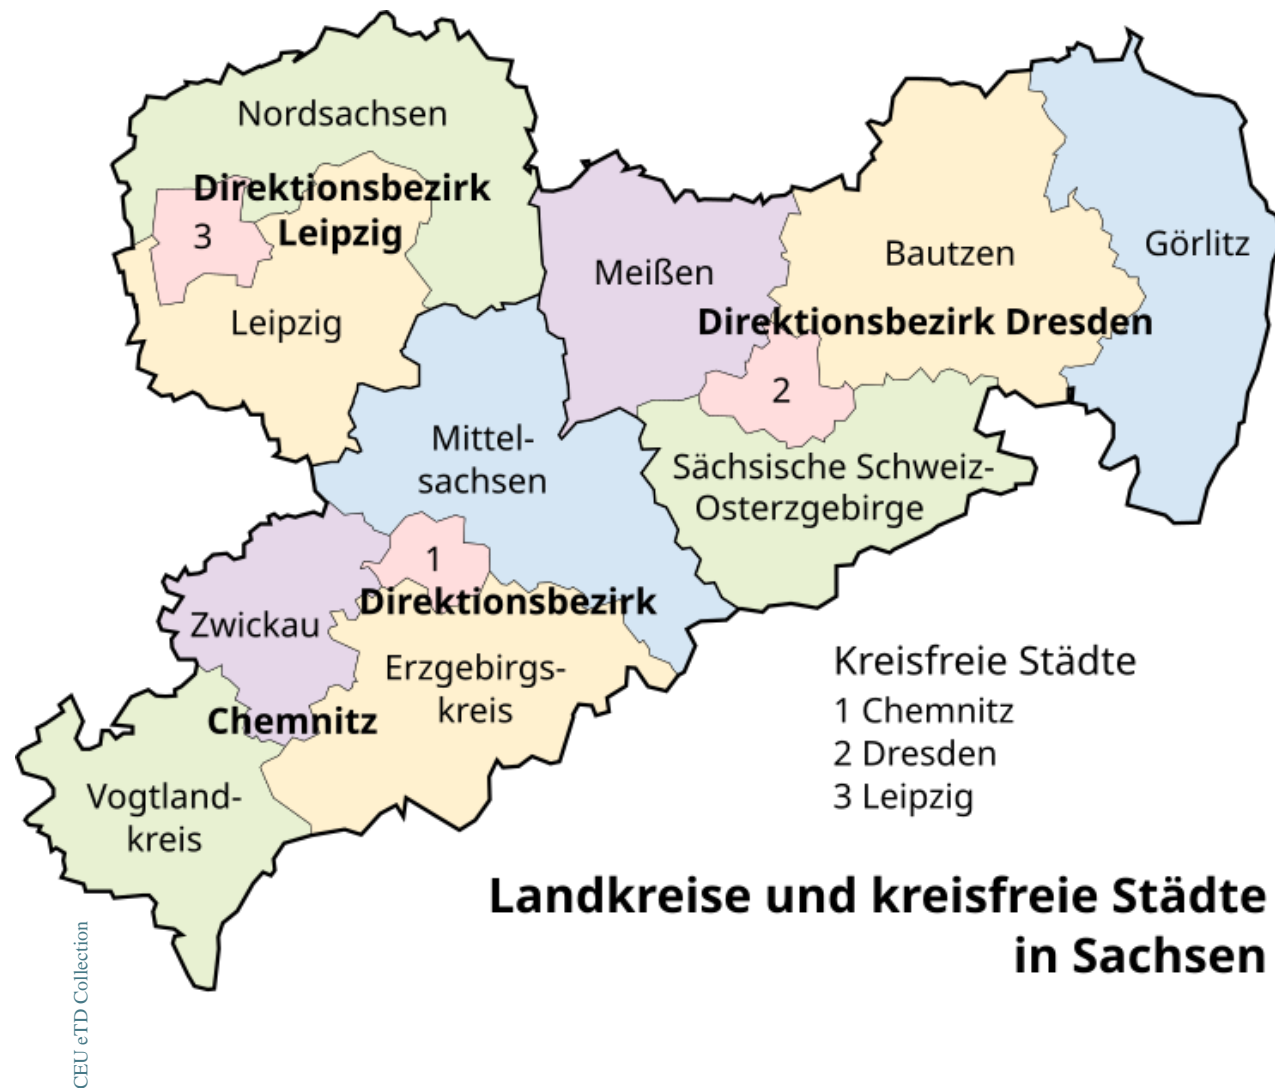 Nordsachsen
Direktionsbezirk
Leipzig
3
Leipzig
Meißen
Bautzen
Görlitz
Direktionsbezirk Dresden
2
Mittel-
sachsen
Sächsische Schweiz-
Osterzgebirge
1
Direktionsbezirk
Zwickau
Erzgebirgs-
kreis
Chemnitz
Vogtland-
kreis
Kreisfreie Städte
1 Chemnitz
2 Dresden
3 Leipzig
Landkreise und kreisfreie Städte
in Sachsen
CEU eTD Collection